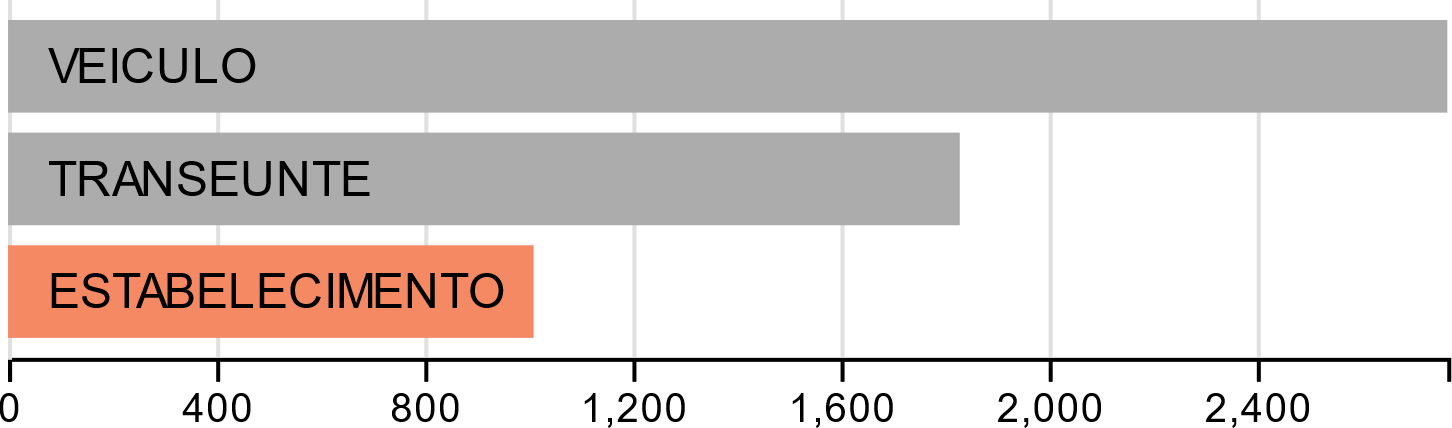 VEICULO
TRANSEUNTE
ESTABELECIMENTO
0 400 800 1,200 1,600 2,000 2,400